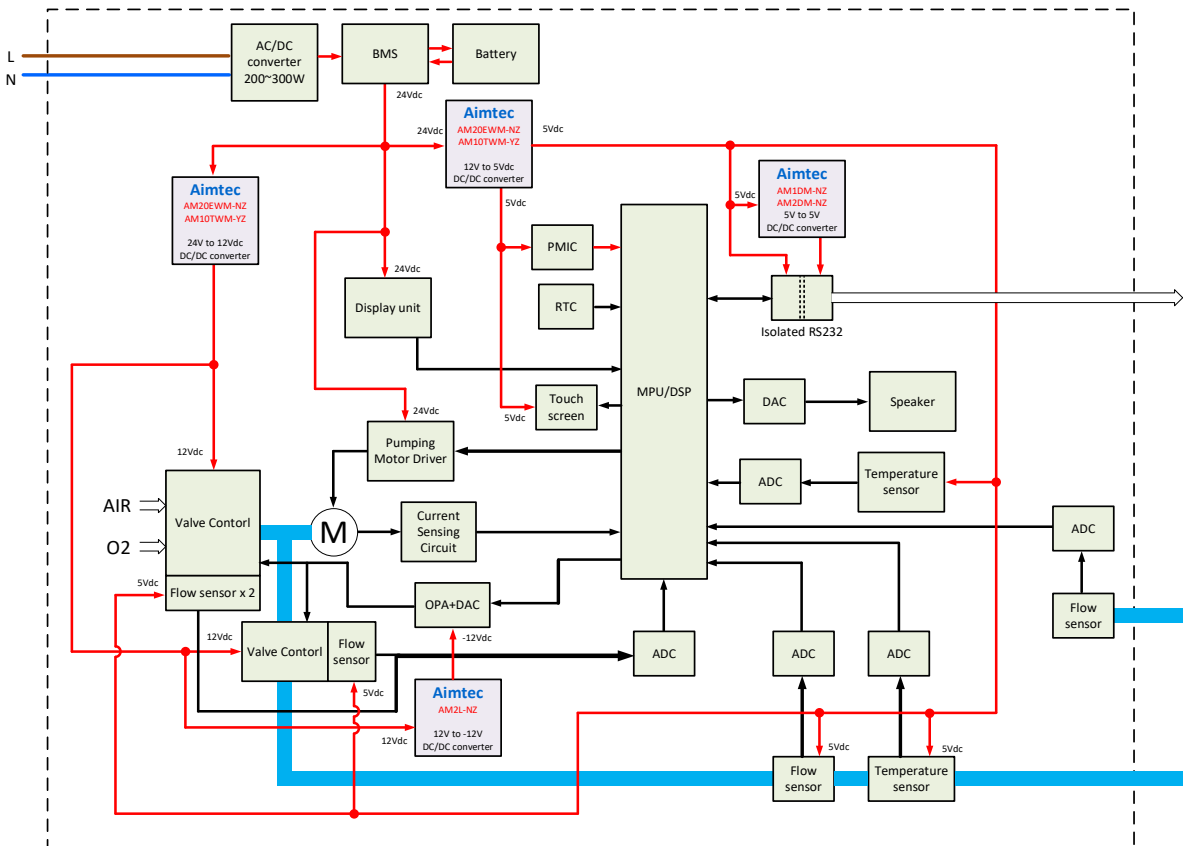 L
N
AC/DC
converter
200~300W
BMS
Battery
24Vdc
24Vdc
Aimtec
AM20EWM-NZ
AM10TWM-YZ
12V to 5Vdc
DC/DC converter
5Vdc
5Vdc
Aimtec
AM20EWM-NZ
AM10TWM-YZ
24V to 12Vdc
DC/DC converter
5Vdc
Aimtec
AM1DM-NZ
AM2DM-NZ
5V to 5V
DC/DC converter
PMIC
24Vdc
RTC
Display unit
Isolated RS232
MPU/DSP
Touch
screen
5Vdc
DAC
Speaker
24Vdc
Pumping
Motor Driver
12Vdc
ADC
Temperature
sensor
AIR
O2
Valve Contorl
M
Current
Sensing
Circuit
ADC
5Vdc
Flow sensor x 2
OPA+DAC
Flow
sensor
12Vdc
Valve Contorl
Flow
sensor
-12Vdc
ADC
ADC
ADC
5Vdc
Aimtec
AM2L-NZ
12V to -12V
DC/DC converter
12Vdc
5Vdc
5Vdc
Flow
sensor
Temperature
sensor